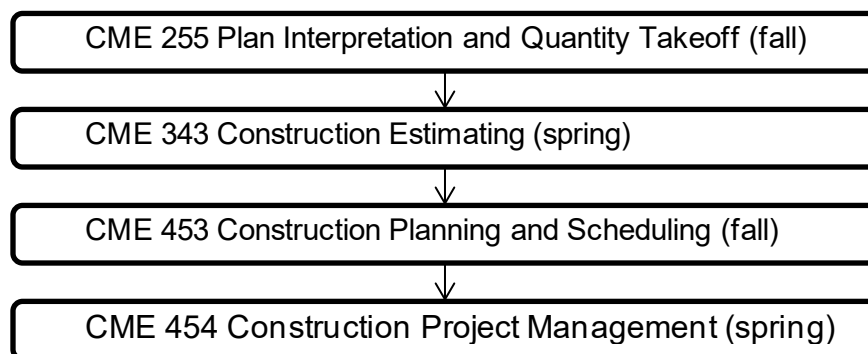 CME 255 Plan Interpretation and Quantity Takeoff (fall)
CME 343 Construction Estimating (spring)
CME 453 Construction Planning and Scheduling (fall)
CME 454 Construction Project Management (spring)